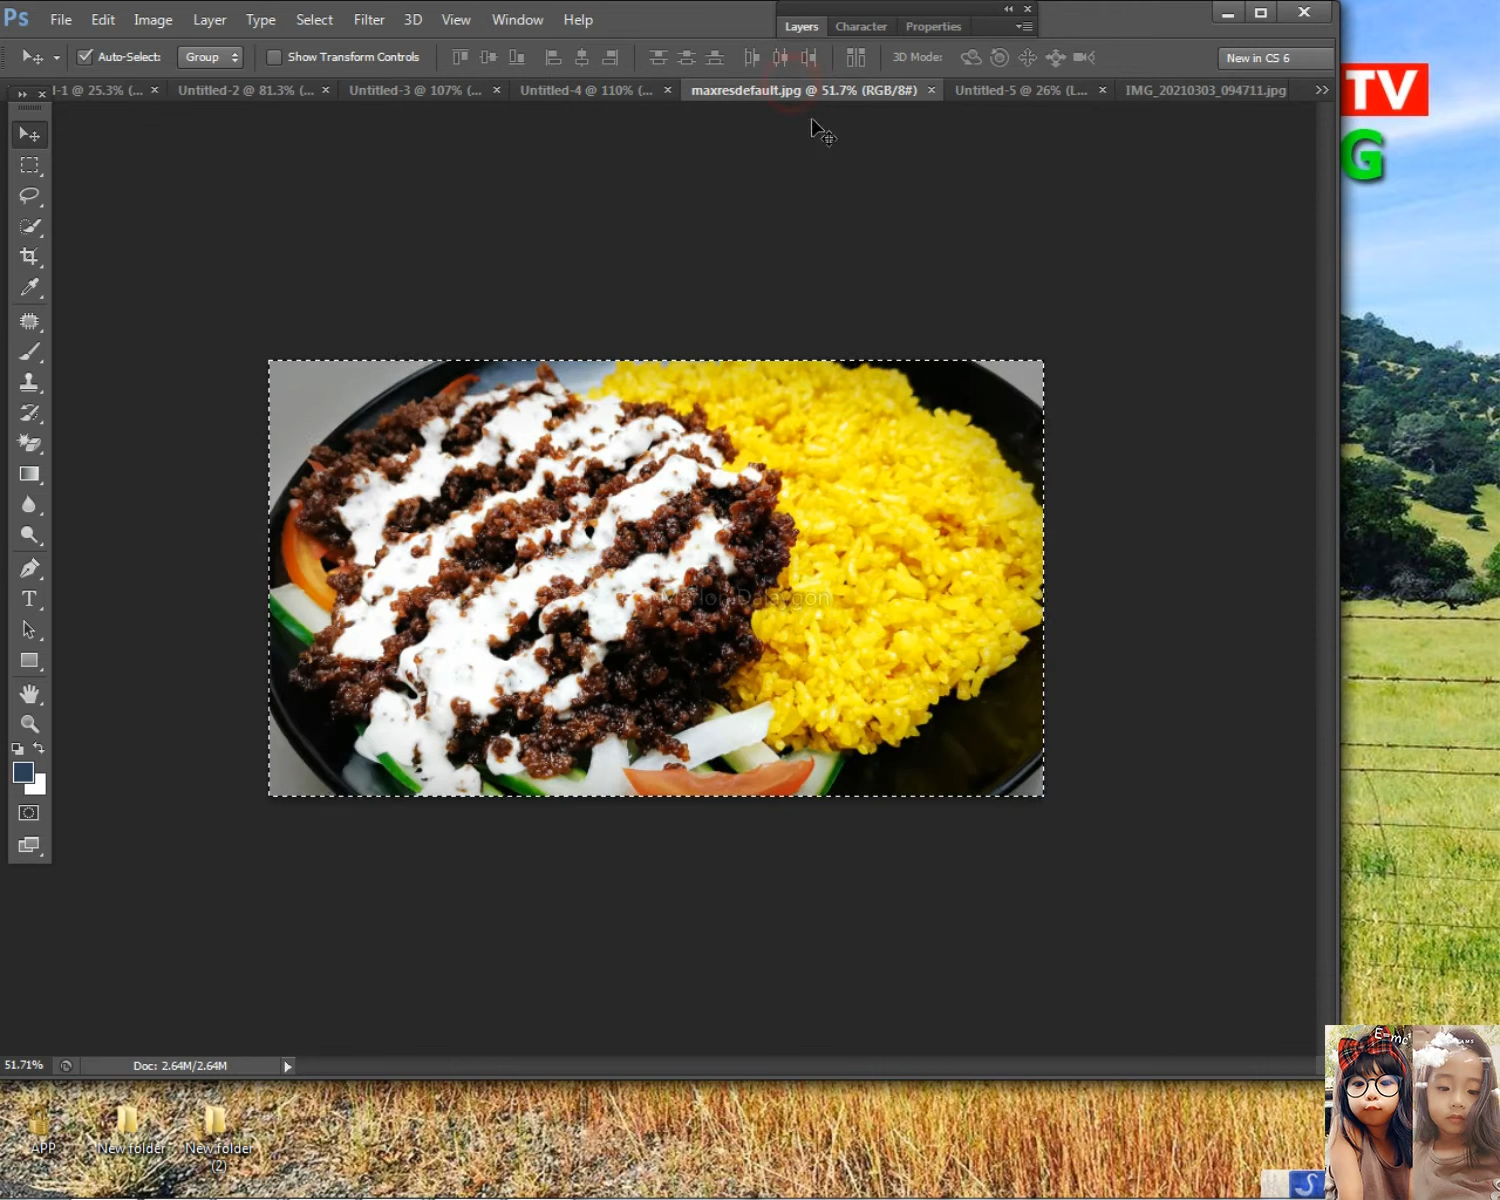 Ps File Edit Image Layer Type Select Filter 3D View Window Help
Layers Character Properties
Auto-Select: Group Show Transform Controls 3D Mode: New in CS 6
l-1 @ 25.3% (... × Untitled-2 @ 81.3% (... × Untitled-3 @ 107% (... × Untitled-4 @ 110% (... × maxresdefault.jpg @ 51.7% (RGB/8#) × Untitled-5 @ 26% (L... × IMG_20210303_094711.jpg
TV
G
T
51.71% Doc: 2.64M/2.64M
E=mc²
APP New folder New folder
(2)
S